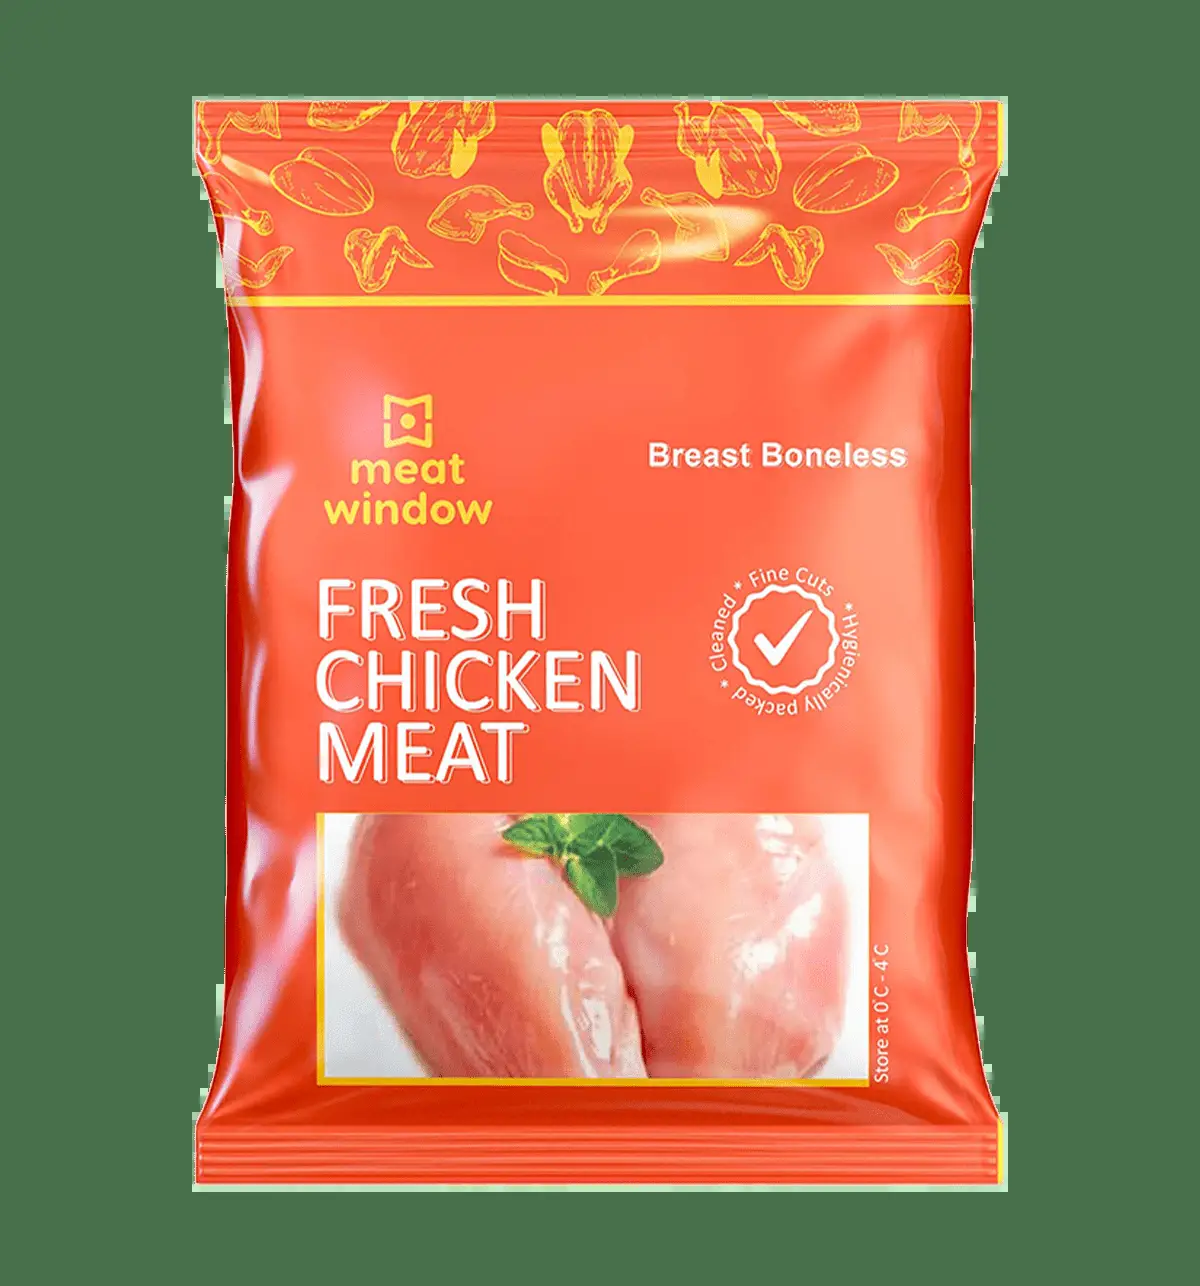 meat
window
Breast Boneless
FRESH
CHICKEN
MEAT
Cleaned * Fine Cuts * Hygienically packed *
Store at 0°C - 4°C